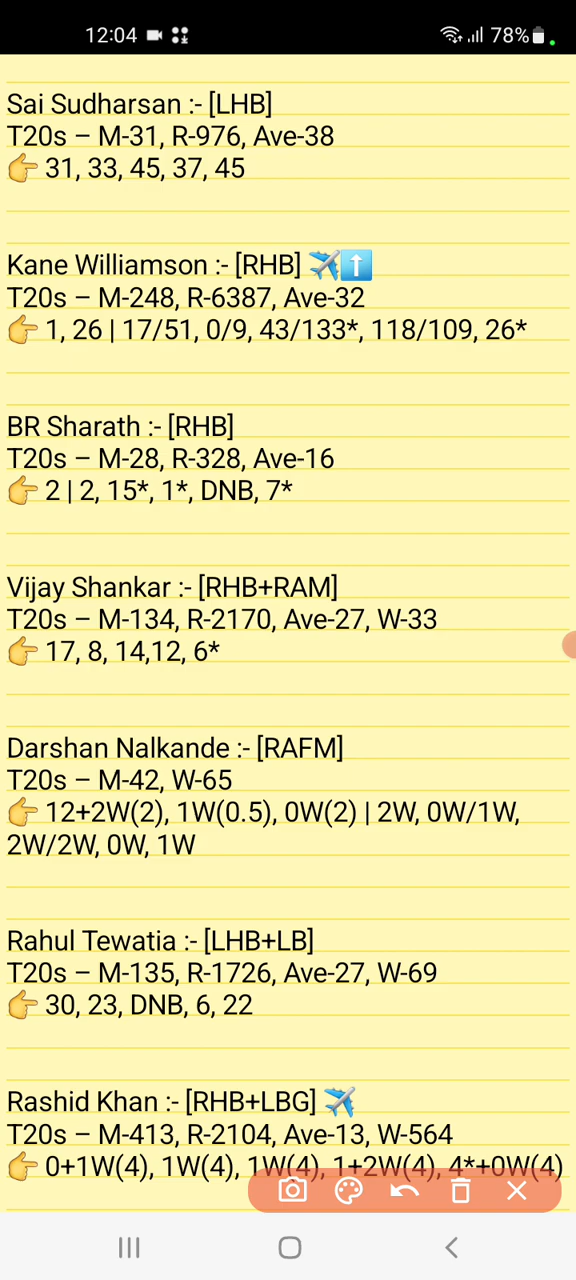 12:04 78%
Sai Sudharsan :- [LHB]
T20s – M-31, R-976, Ave-38
👉 31, 33, 45, 37, 45
Kane Williamson :- [RHB] ✈️⬆️
T20s – M-248, R-6387, Ave-32
👉 1, 26 | 17/51, 0/9, 43/133*, 118/109, 26*
BR Sharath :- [RHB]
T20s – M-28, R-328, Ave-16
👉 2 | 2, 15*, 1*, DNB, 7*
Vijay Shankar :- [RHB+RAM]
T20s – M-134, R-2170, Ave-27, W-33
👉 17, 8, 14,12, 6*
Darshan Nalkande :- [RAFM]
T20s – M-42, W-65
👉 12+2W(2), 1W(0.5), 0W(2) | 2W, 0W/1W,
2W/2W, 0W, 1W
Rahul Tewatia :- [LHB+LB]
T20s – M-135, R-1726, Ave-27, W-69
👉 30, 23, DNB, 6, 22
Rashid Khan :- [RHB+LBG] ✈️
T20s – M-413, R-2104, Ave-13, W-564
👉 0+1W(4), 1W(4), 1W(4), 1+2W(4), 4*+0W(4)